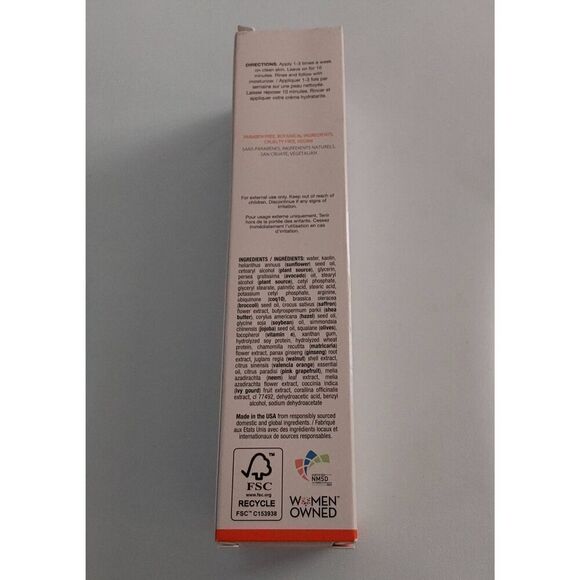 DIRECTIONS: Apply 1-3 times a week
on clean skin. Leave on for 10
minutes. Rinse and follow with
moisturizer. / Appliquer 1-3 fois par
semaine sur une peau nettoyée.
Laisser reposer 10 minutes. Rincer et
appliquer votre crème hydratante.
PARABEN FREE, BOTANICAL INGREDIENTS,
CRUELTY FREE, VEGAN
SANS PARABENES, INGRÉDIENTS NATURELS,
SAN CRUATE, VEGETALIAN
For external use only. Keep out of reach of
children. Discontinue if any signs of
irritation.
Pour usage externe uniquement. Tenir
hors de la portée des enfants. Cessez
immédiatement l'utilisation en cas
d'irritation.
INGREDIENTS / INGRÉDIENTS: water, kaolin,
helianthus annuus (sunflower) seed oil,
cetearyl alcohol (plant source), glycerin,
persea gratissima (avocado) oil, stearyl
alcohol (plant source), cetyl phosphate,
glyceryl stearate, palmitic acid, stearic acid,
potassium cetyl phosphate, arginine,
ubiquinone (coq10), brassica oleracea
(broccoli) seed oil, crocus sativus (saffron)
flower extract, butyrospermum parkii (shea
butter), corylus americana (hazel) seed oil,
glycine soja (soybean) oil, simmondsia
chinensis (jojoba) seed oil, squalane (olives),
tocopherol (vitamin e), xanthan gum,
hydrolyzed soy protein, hydrolyzed wheat
protein, chamomilla recutita (matricaria)
flower extract, panax ginseng (ginseng) root
extract, juglans regia (walnut) shell extract,
citrus sinensis (valencia orange) essential
oil, citrus paradisi (pink grapefruit), melia
azadirachta (neem) leaf extract, melia
azadirachta flower extract, coccinia indica
(ivy gourd) fruit extract, corallina officinalis,
ci 77492, dehydroacetic acid, benzyl
alcohol, sodium dehydroacetate
Made in the USA from responsibly sourced
domestic and global ingredients. / Fabriqué
aux Etats Unis avec des ingrédients locaux et
internationaux de sources responsables.
FSC
www.fsc.org
RECYCLE
FSC™ C153938
NMSD
WOMEN™
OWNED